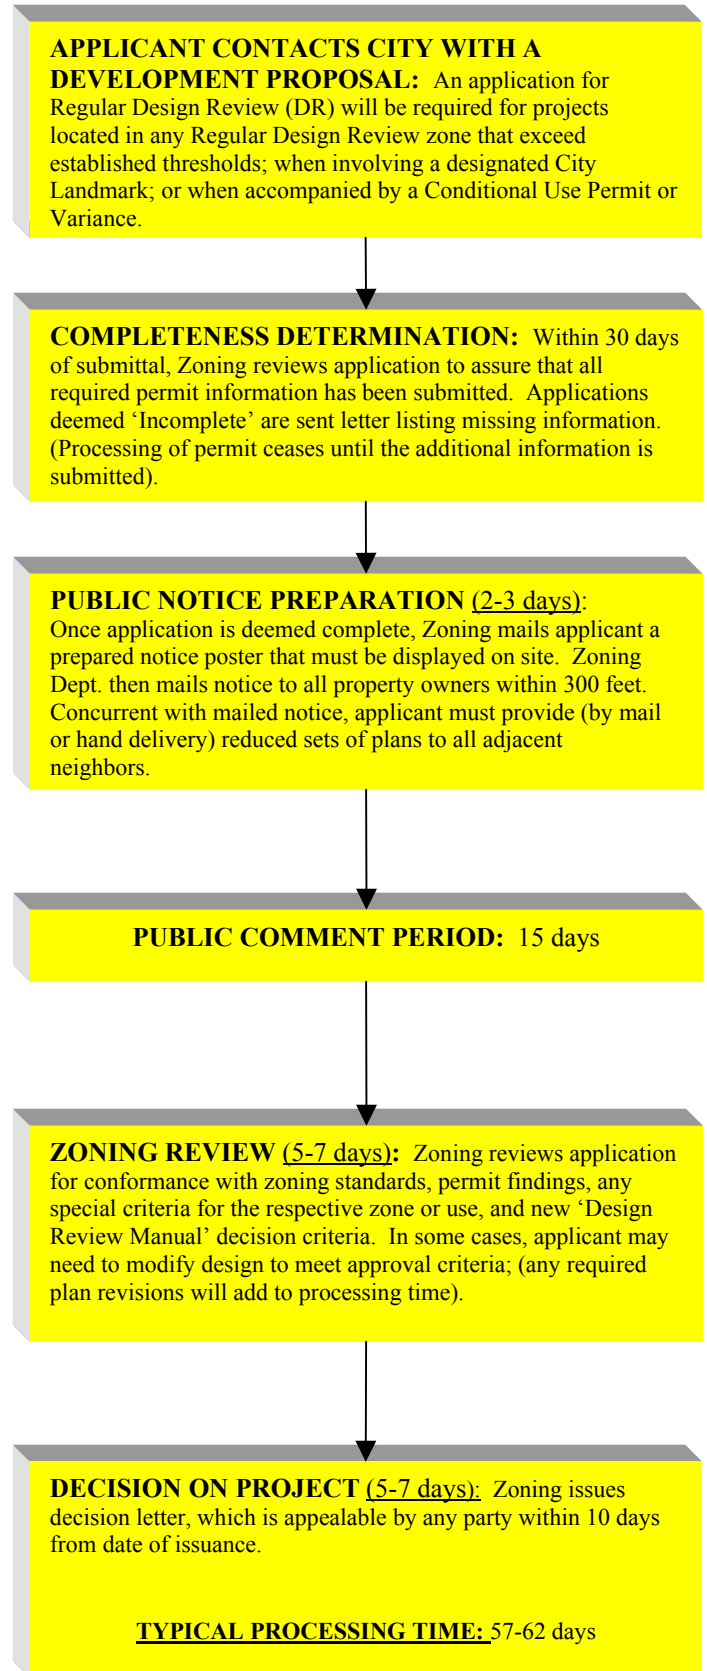 APPLICANT CONTACTS CITY WITH A
DEVELOPMENT PROPOSAL: An application for
Regular Design Review (DR) will be required for projects
located in any Regular Design Review zone that exceed
established thresholds; when involving a designated City
Landmark; or when accompanied by a Conditional Use Permit or
Variance.
COMPLETENESS DETERMINATION: Within 30 days
of submittal, Zoning reviews application to assure that all
required permit information has been submitted. Applications
deemed ‘Incomplete’ are sent letter listing missing information.
(Processing of permit ceases until the additional information is
submitted).
PUBLIC NOTICE PREPARATION (2-3 days):
Once application is deemed complete, Zoning mails applicant a
prepared notice poster that must be displayed on site. Zoning
Dept. then mails notice to all property owners within 300 feet.
Concurrent with mailed notice, applicant must provide (by mail
or hand delivery) reduced sets of plans to all adjacent
neighbors.
PUBLIC COMMENT PERIOD: 15 days
ZONING REVIEW (5-7 days): Zoning reviews application
for conformance with zoning standards, permit findings, any
special criteria for the respective zone or use, and new ‘Design
Review Manual’ decision criteria. In some cases, applicant may
need to modify design to meet approval criteria; (any required
plan revisions will add to processing time).
DECISION ON PROJECT (5-7 days): Zoning issues
decision letter, which is appealable by any party within 10 days
from date of issuance.
TYPICAL PROCESSING TIME: 57-62 days